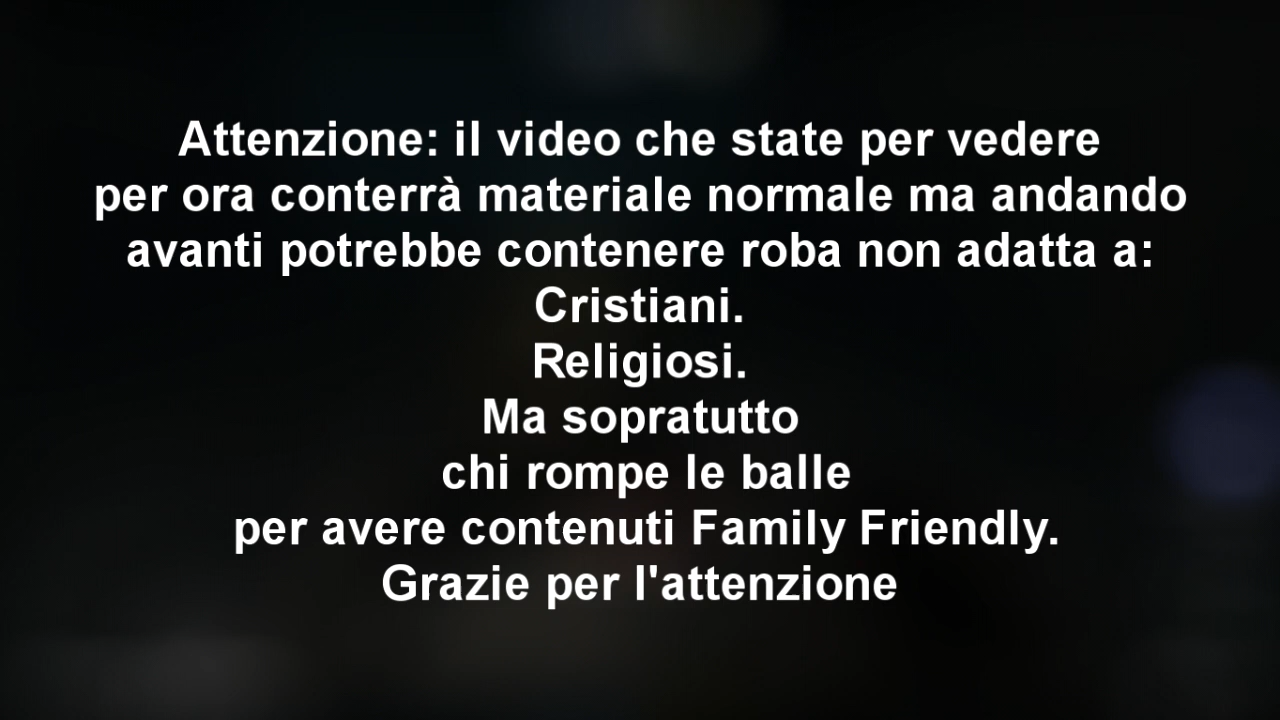 Attenzione: il video che state per vedere
per ora conterrà materiale normale ma andando
avanti potrebbe contenere roba non adatta a:
Cristiani.
Religiosi.
Ma sopratutto
chi rompe le balle
per avere contenuti Family Friendly.
Grazie per l'attenzione